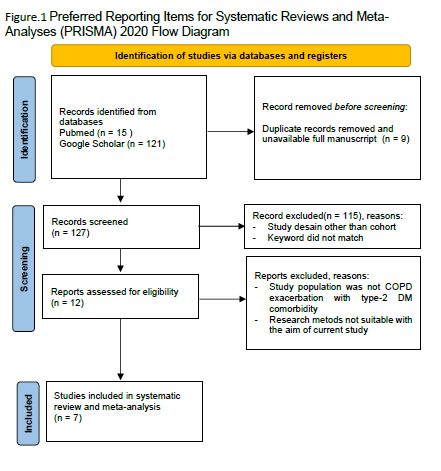 Figure.1 Preferred Reporting Items for Systematic Reviews and Meta-
Analyses (PRISMA) 2020 Flow Diagram
Identification of studies via databases and registers
Identification
Records identified from
databases
Pubmed (n = 15 )
Google Scholar (n = 121)
Record removed before screening:
Duplicate records removed and
unavailable full manuscript (n = 9)
Screening
Records screened
(n = 127)
Record excluded(n = 115), reasons:
- Study desain other than cohort
- Keyword did not match
Reports assessed for eligibility
(n = 12)
Reports excluded, reasons:
- Study population was not COPD
exacerbation with type-2 DM
comorbidity
- Research metods not suitable with
the aim of current study
Included
Studies included in systematic
review and meta-analysis
(n = 7)